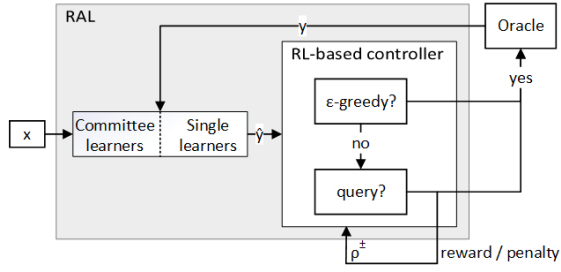 RAL
y
Oracle
RL-based controller
yes
ε-greedy?
x
Committee
learners
Single
learners
ŷ
no
query?
ρ±
reward / penalty